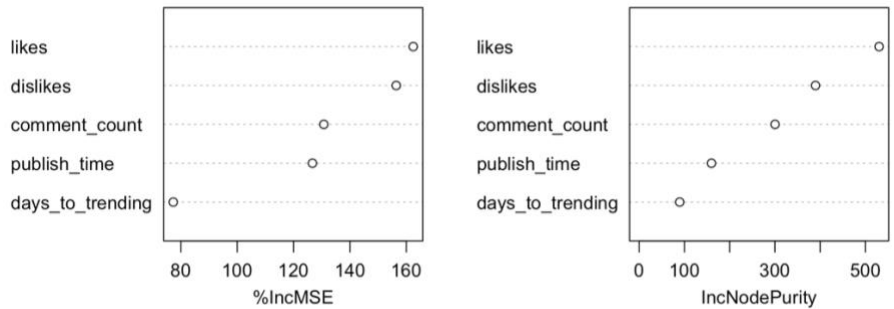 likes
dislikes
comment_count
publish_time
days_to_trending
80 100 120 140 160
%IncMSE
likes
dislikes
comment_count
publish_time
days_to_trending
0 100 300 500
IncNodePurity